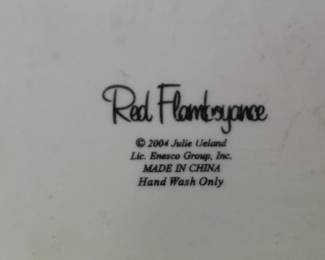 Red Flamboyance
© 2004 Julie Ueland
Lic. Enesco Group, Inc.
MADE IN CHINA
Hand Wash Only